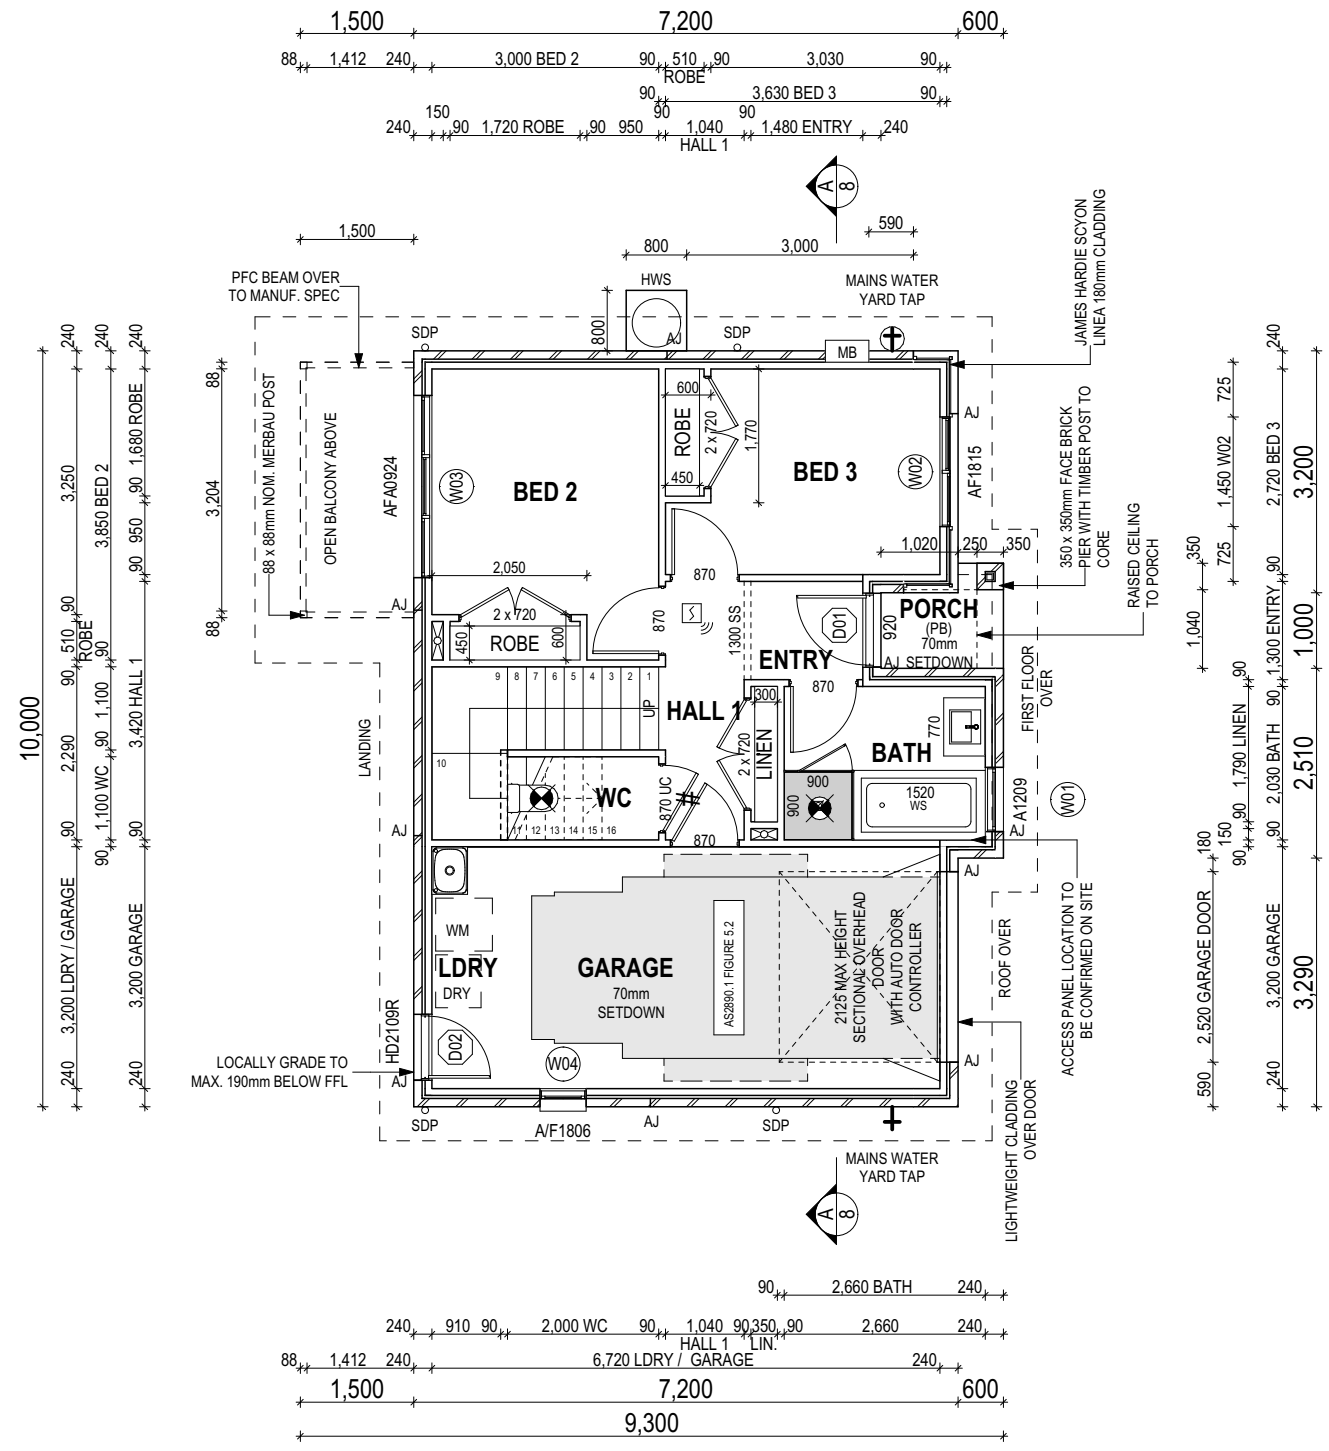 1,500 7,200 600
88 1,412 240 3,000 BED 2 90 510 90 3,030 90
ROBE
90 3,630 BED 3 90
150 90 90
240 90 1,720 ROBE 90 950 1,040 1,480 ENTRY 240
HALL 1
A
8
590
1,500
800 3,000
PFC BEAM OVER
TO MANUF. SPEC
HWS
MAINS WATER
YARD TAP
JAMES HARDIE SCYON
LINEA 180mm CLADDING
SDP
800
AJ
SDP
MB
10,000
240
3,250
90
510
ROBE
90
2,290
90
3,200 LDRY / GARAGE
240
240
3,850 BED 2
90
1,100
90
1,100 WC
90
240
1,680 ROBE
90
950
90
3,420 HALL 1
90
3,200 GARAGE
240
88
3,204
88
88 x 88mm NOM. MERBAU POST
OPEN BALCONY ABOVE
AFA0924
W03
BED 2
600
ROBE
2 x 720
1,770
450
BED 3
W02
AF1815
AJ
350 x 350mm FACE BRICK
PIER WITH TIMBER POST TO
CORE
RAISED CEILING
TO PORCH
1,020 250 350
2,050
870
AJ
2 x 720
450
ROBE
600
870
1300 SS
D01
920
PORCH
(PB)
70mm
SETDOWN
AJ
ENTRY
870
9 8 7 6 5 4 3 2 1
UP
HALL 1
300
2 x 720
LINEN
770
BATH
FIRST FLOOR
OVER
LANDING
10
WC
870 UC
11 12 13 14 15 16
870
900
900
1520
WS
A1209
W01
AJ
AJ
AJ
WM
LDRY
DRY
GARAGE
70mm
SETDOWN
AS2890.1 FIGURE 5.2
2125 MAX HEIGHT
SECTIONAL OVERHEAD
DOOR
WITH AUTO DOOR
CONTROLLER
ROOF OVER
ACCESS PANEL LOCATION TO
BE CONFIRMED ON SITE
HD2109R
D02
W04
LOCALLY GRADE TO
MAX. 190mm BELOW FFL
AJ
AJ
SDP
A/F1806
AJ
SDP
LIGHTWEIGHT CLADDING
OVER DOOR
MAINS WATER
YARD TAP
A
8
725
1,450 W02
725
350
1,040
90
1,790 LINEN
90
150
90
180
2,520 GARAGE DOOR
590
240
2,720 BED 3
90
1,300 ENTRY
90
2,030 BATH
90
3,200 GARAGE
240
3,200
1,000
2,510
3,290
90 2,660 BATH 240
240 910 90 2,000 WC 90 1,040 90 350 90 2,660 240
HALL 1 LIN.
88 1,412 240 6,720 LDRY / GARAGE 240
1,500 7,200 600
9,300